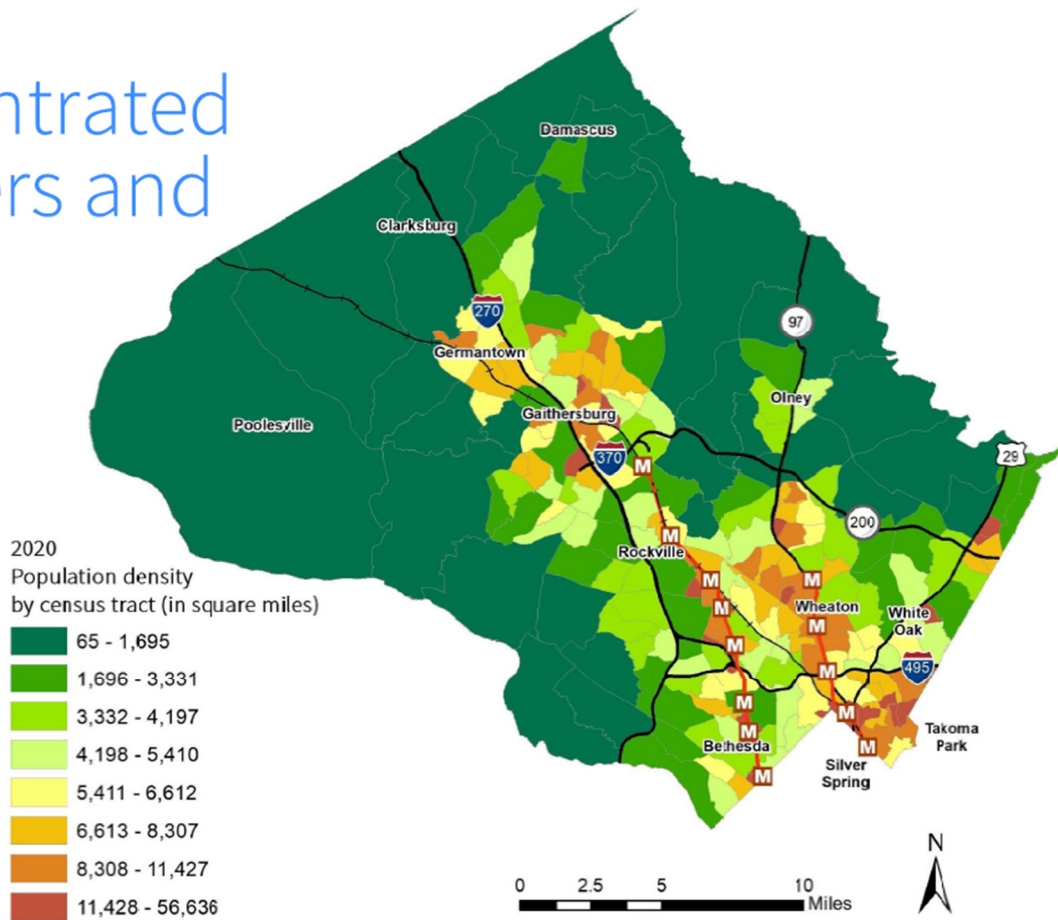 ntrated
rs and
Damascus
Clarksburg
270
97
Germantown
Olney
Gaithersburg
Poolesville
370
29
M
200
M
Rockville
M
M
Wheaton
White
Oak
M
M
M
495
M
M
M
Bethesda
M
M
Takoma
Park
Silver
Spring
M
2020
Population density
by census tract (in square miles)
65 - 1,695
1,696 - 3,331
3,332 - 4,197
4,198 - 5,410
5,411 - 6,612
6,613 - 8,307
8,308 - 11,427
11,428 - 56,636
0 2.5 5 10
Miles
N